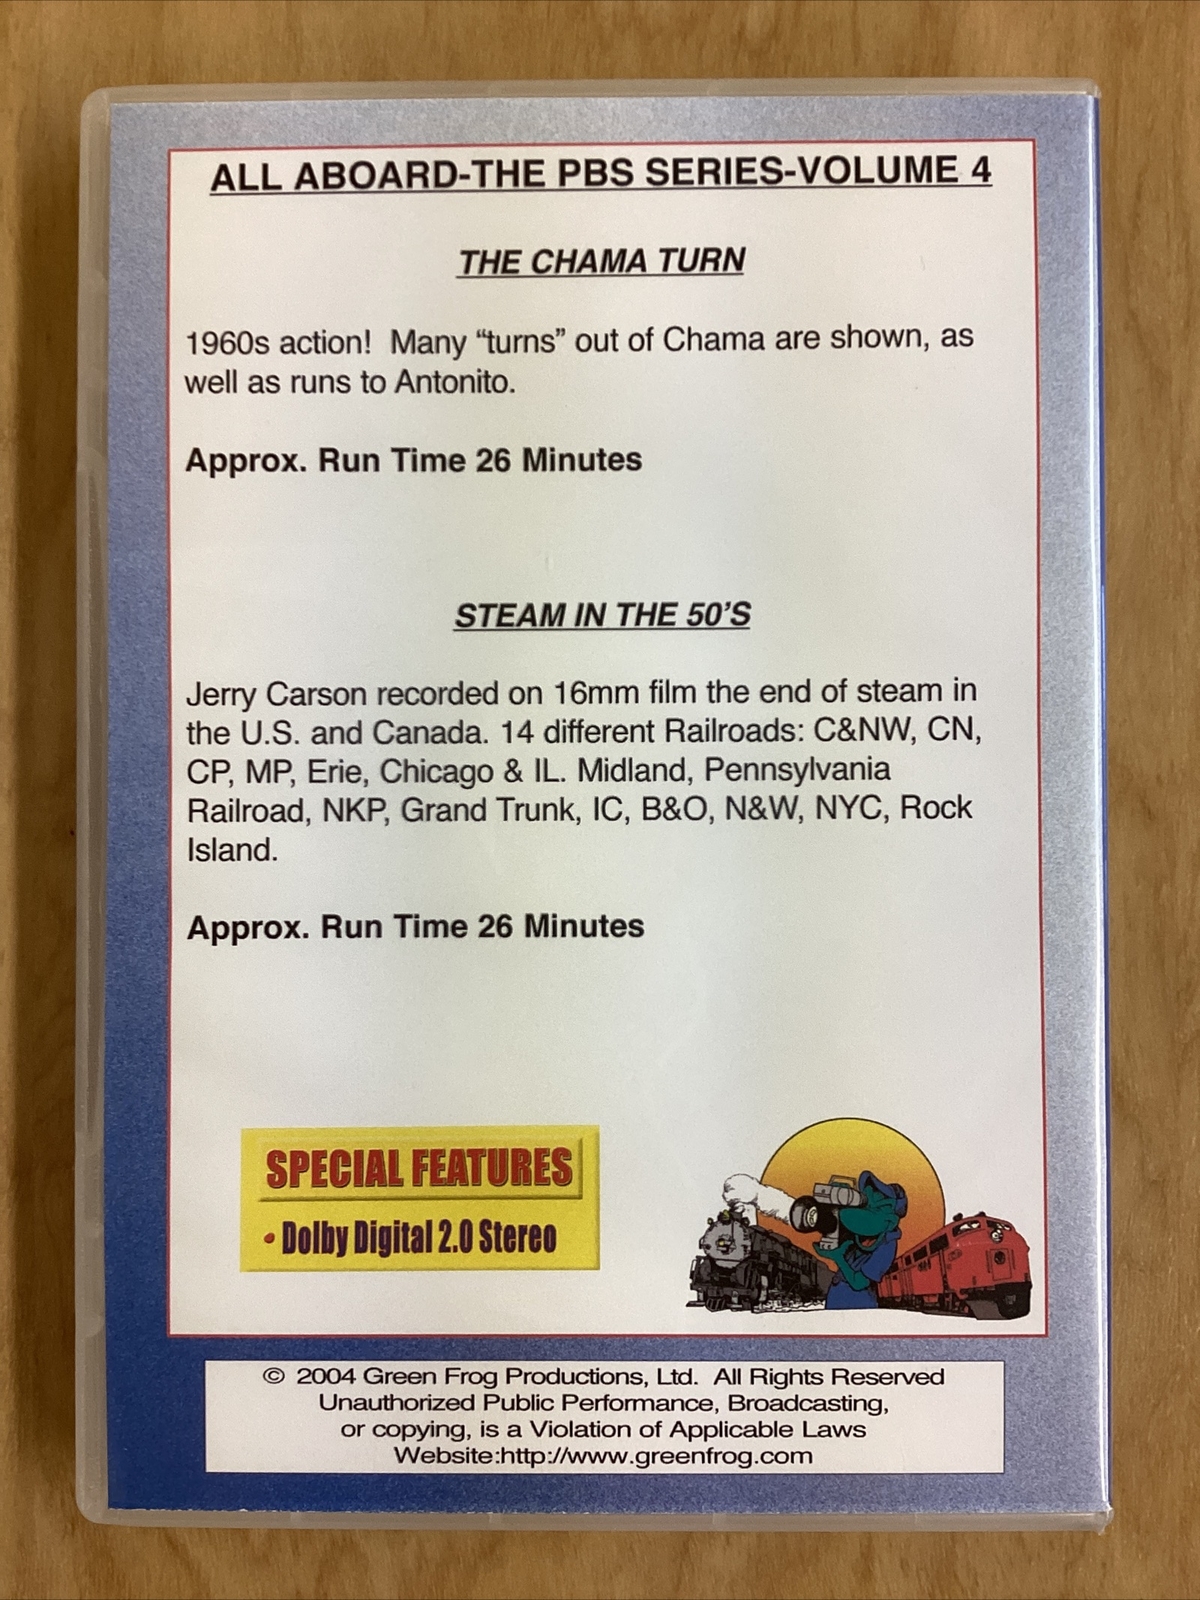 ALL ABOARD-THE PBS SERIES-VOLUME 4
THE CHAMA TURN
1960s action!  Many “turns” out of Chama are shown, as
well as runs to Antonito.
Approx. Run Time 26 Minutes
STEAM IN THE 50'S
Jerry Carson recorded on 16mm film the end of steam in
the U.S. and Canada. 14 different Railroads: C&NW, CN,
CP, MP, Erie, Chicago & IL. Midland, Pennsylvania
Railroad, NKP, Grand Trunk, IC, B&O, N&W, NYC, Rock
Island.
Approx. Run Time 26 Minutes
SPECIAL FEATURES
• Dolby Digital 2.0 Stereo
© 2004 Green Frog Productions, Ltd.  All Rights Reserved
Unauthorized Public Performance, Broadcasting,
or copying, is a Violation of Applicable Laws
Website:http://www.greenfrog.com